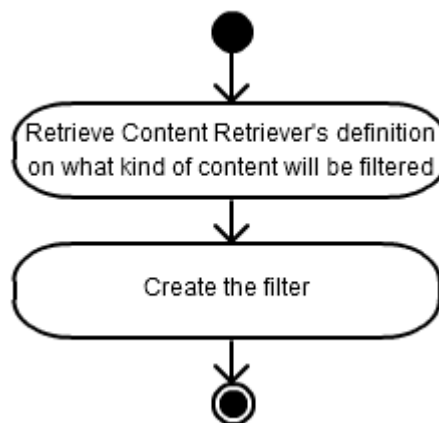 Retrieve Content Retriever's definition
on what kind of content will be filtered
Create the filter